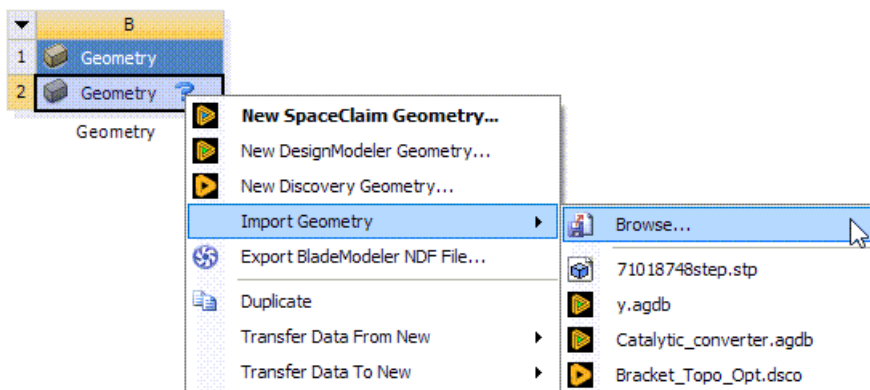 B
1 Geometry
2 Geometry ?
Geometry
New SpaceClaim Geometry...
New DesignModeler Geometry...
New Discovery Geometry...
Import Geometry
Export BladeModeler NDF File...
Duplicate
Transfer Data From New
Transfer Data To New
Browse...
71018748step.stp
y.agdb
Catalytic_converter.agdb
Bracket_Topo_Opt.dsco